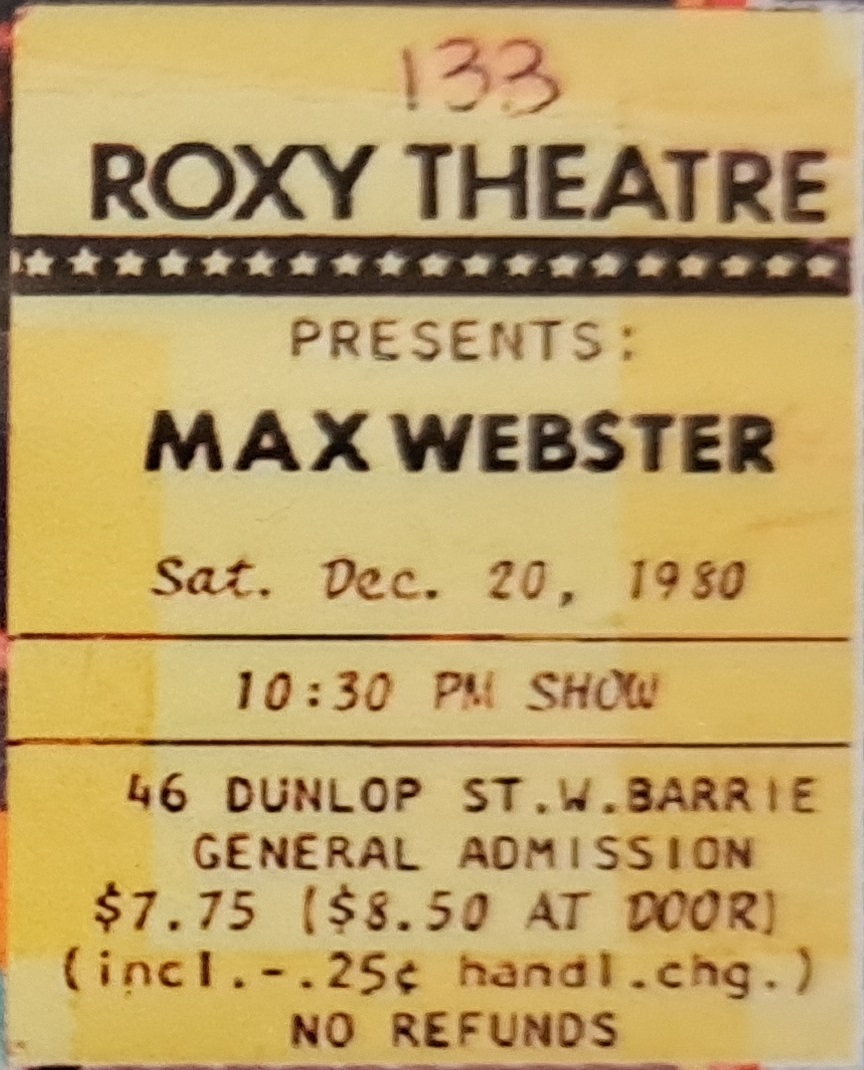 133
ROXY THEATRE
PRESENTS:
MAX WEBSTER
Sat. Dec. 20, 1980
10:30 PM SHOW
46 DUNLOP ST.W.BARRIE
GENERAL ADMISSION
$7.75 ($8.50 AT DOOR)
(incl.-.25¢ handl.chg.)
NO REFUNDS